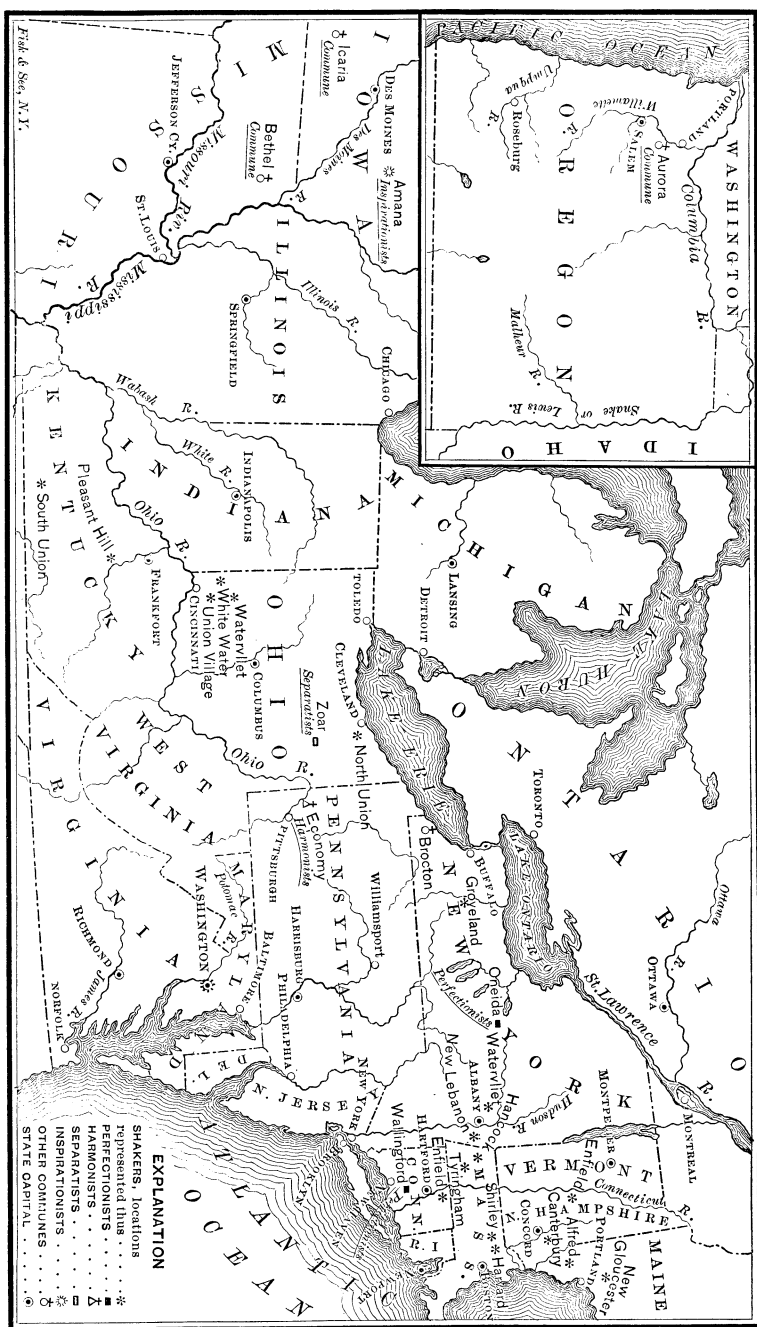 PACIFIC OCEAN
WASHINGTON
PORTLAND
Columbia
R.
Aurora
Commune
SALEM
Willamette
R.
Umpqua
R.
Roseburg
OREGON
Malheur R.
Snake or
Lewis R.
IDAHO
IOWA
Icaria
Commune
DES MOINES
Des Moines
R.
Amana
Inspirationists
Bethel
Commune
MISSOURI
JEFFERSON CY.
Missouri Riv.
ST. LOUIS
Mississippi
R.
ILLINOIS
Illinois R.
SPRINGFIELD
CHICAGO
Wabash R.
White R.
INDIANA
INDIANAPOLIS
KENTUCKY
Pleasant Hill
South Union
FRANKFORT
Ohio R.
MICHIGAN
LANSING
DETROIT
LAKE HURON
OHIO
TOLEDO
CLEVELAND
North Union
Zoar
Separatists
COLUMBUS
Watervliet
White Water
Union Village
CINCINNATI
Ohio R.
LAKE ERIE
ONTARIO
TORONTO
LAKE ONTARIO
Ottawa
R.
OTTAWA
St. Lawrence
R.
MONTREAL
WEST
VIRGINIA
VIRGINIA
RICHMOND
James R.
NORFOLK
WASHINGTON
Potomac R.
MARYLAND
BALTIMORE
DEL.
PENNSYLVANIA
Economy
Harmonists
PITTSBURGH
HARRISBURG
Williamsport
PHILADELPHIA
NEW YORK
BUFFALO
Brocton
Groveland
Oneida
Perfectionists
Watervliet
ALBANY
New Lebanon
Hancock
Hudson
R.
N. JERSEY
NEW YORK
BROOKLYN
VERMONT
MONTPELIER
Connecticut R.
N. HAMPSHIRE
Enfield
CONCORD
Canterbury
MAINE
Alfred
PORTLAND
New
Gloucester
MASS.
Tyringham
Shirley
Harvard
BOSTON
CONN.
Enfield
HARTFORD
Wallingford
R. I.
NEWPORT
ATLANTIC
OCEAN
EXPLANATION
SHAKERS, locations
represented thus
PERFECTIONISTS
HARMONISTS
SEPARATISTS
INSPIRATIONISTS
OTHER COMMUNES
STATE CAPITAL
Fisk & See, N.Y.